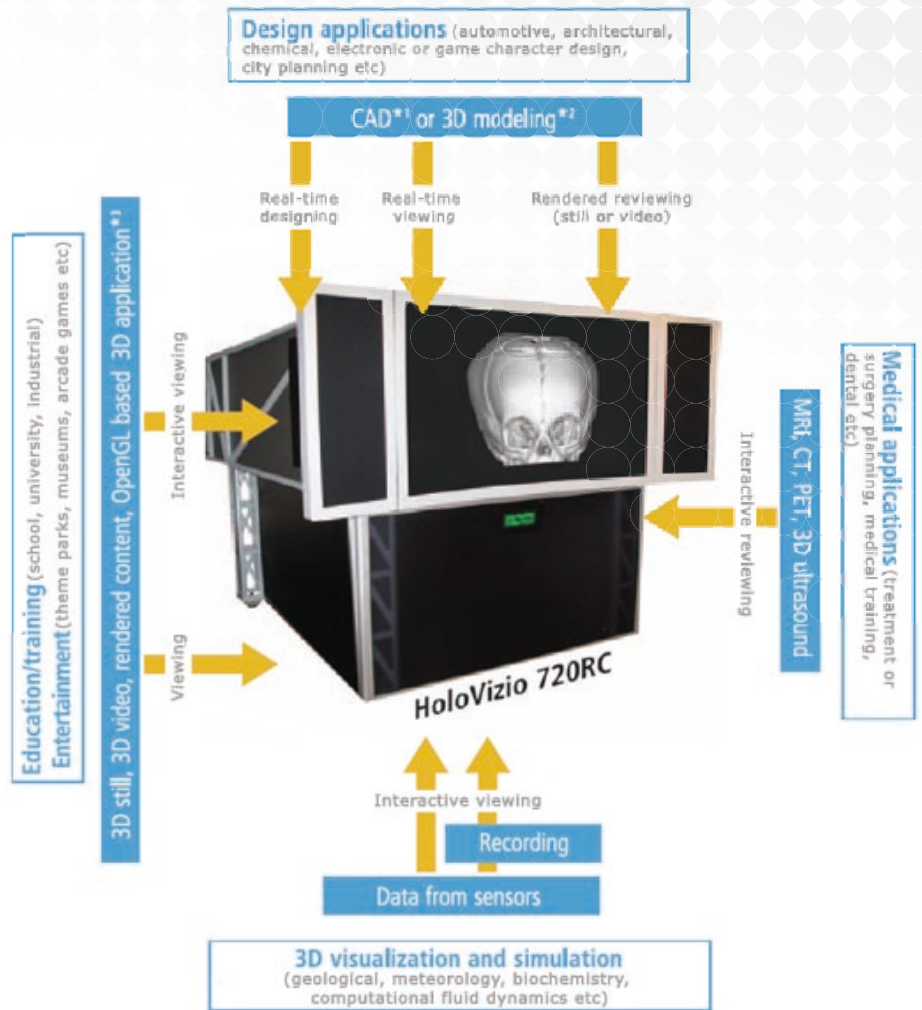 Design applications (automotive, architectural,
chemical, electronic or game character design,
city planning etc)
CAD*1 or 3D modeling*2
Real-time
designing
Real-time
viewing
Rendered reviewing
(still or video)
Education/training (school, university, industrial)
Entertainment (theme parks, museums, arcade games etc)
3D still, 3D video, rendered content, OpenGL based 3D application*3
Interactive viewing
Viewing
Medical applications (treatment or
surgery planning, medical training,
dental etc)
MRI, CT, PET, 3D ultrasound
Interactive reviewing
HoloVizio 720RC
Interactive viewing
Recording
Data from sensors
3D visualization and simulation
(geological, meteorology, biochemistry,
computational fluid dynamics etc)